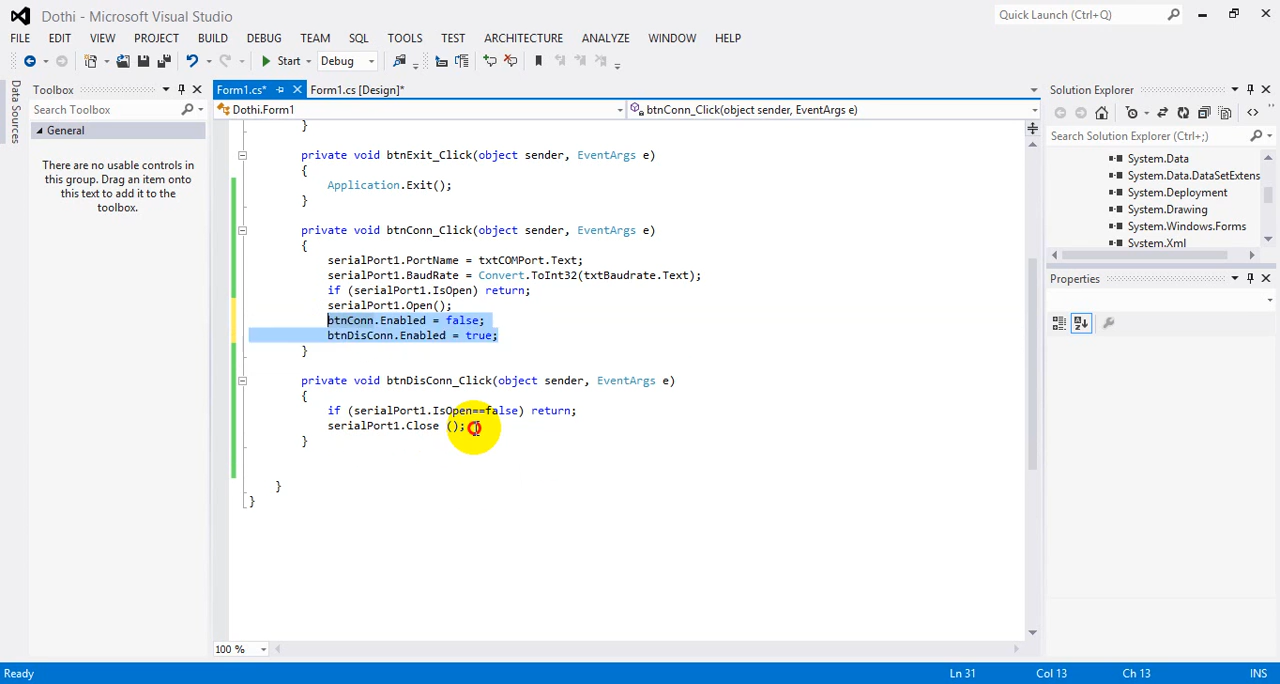 Dothi - Microsoft Visual Studio
Quick Launch (Ctrl+Q)
FILE EDIT VIEW PROJECT BUILD DEBUG TEAM SQL TOOLS TEST ARCHITECTURE ANALYZE WINDOW HELP
Start Debug
Data Sources
Toolbox
Search Toolbox
General
There are no usable controls in
this group. Drag an item onto
this text to add it to the
toolbox.
Form1.cs* Form1.cs [Design]*
Dothi.Form1 btnConn_Click(object sender, EventArgs e)
}
private void btnExit_Click(object sender, EventArgs e)
{
Application.Exit();
}
private void btnConn_Click(object sender, EventArgs e)
{
serialPort1.PortName = txtCOMPort.Text;
serialPort1.BaudRate = Convert.ToInt32(txtBaudrate.Text);
if (serialPort1.IsOpen) return;
serialPort1.Open();
btnConn.Enabled = false;
btnDisConn.Enabled = true;
}
private void btnDisConn_Click(object sender, EventArgs e)
{
if (serialPort1.IsOpen==false) return;
serialPort1.Close ();
}
}
}
100 %
Solution Explorer
Search Solution Explorer (Ctrl+;)
System.Data
System.Data.DataSetExtens
System.Deployment
System.Drawing
System.Windows.Forms
System.Xml
Properties
Ready Ln 31 Col 13 Ch 13 INS